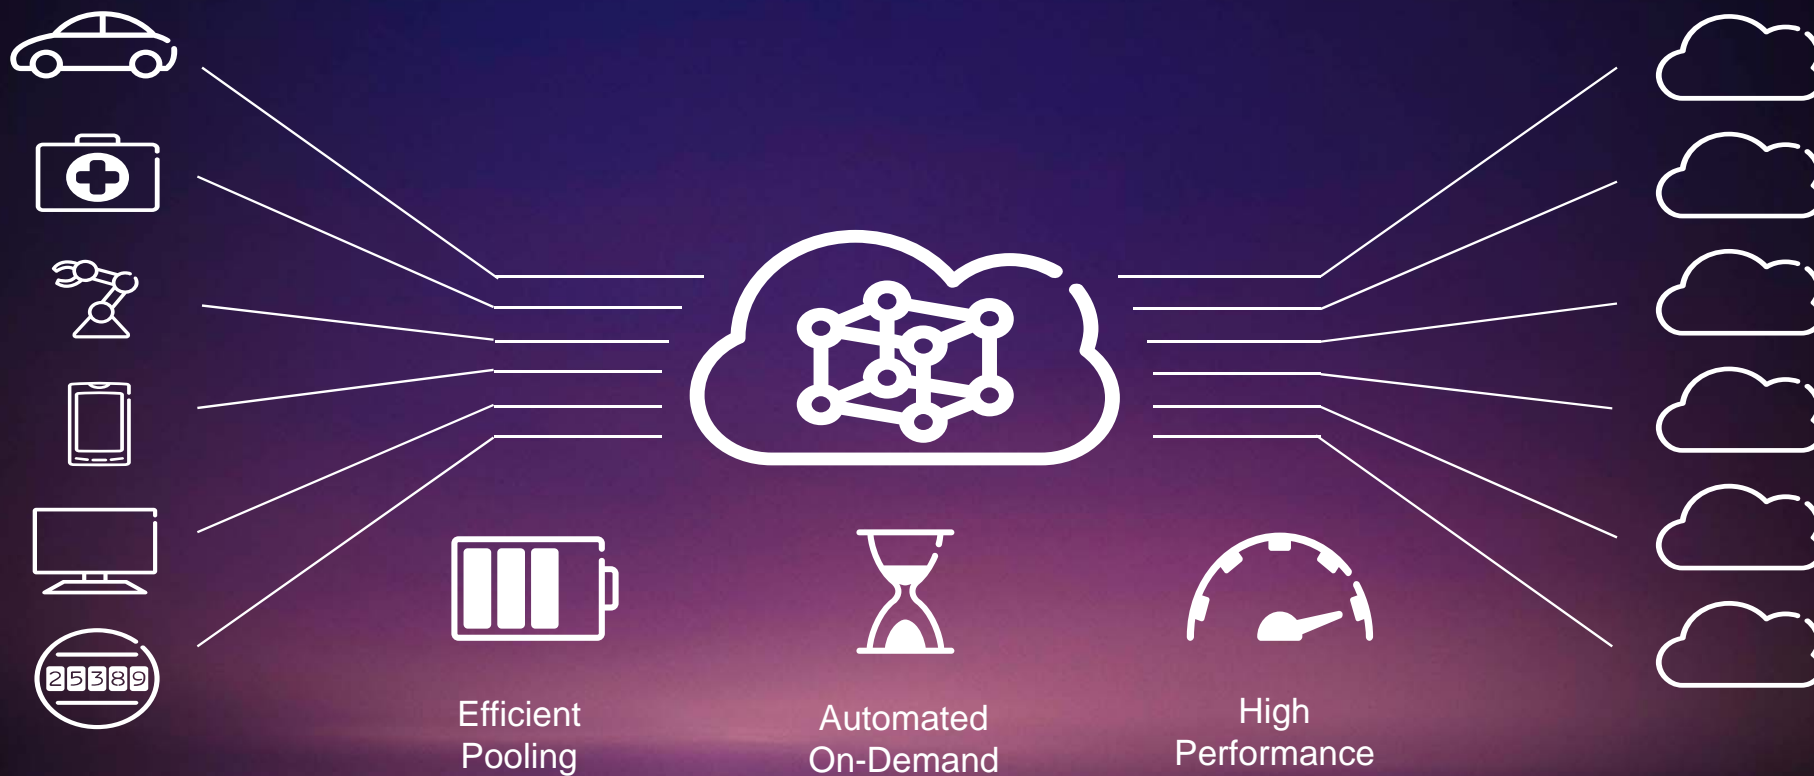 25389
Efficient
Pooling
Automated
On-Demand
High
Performance